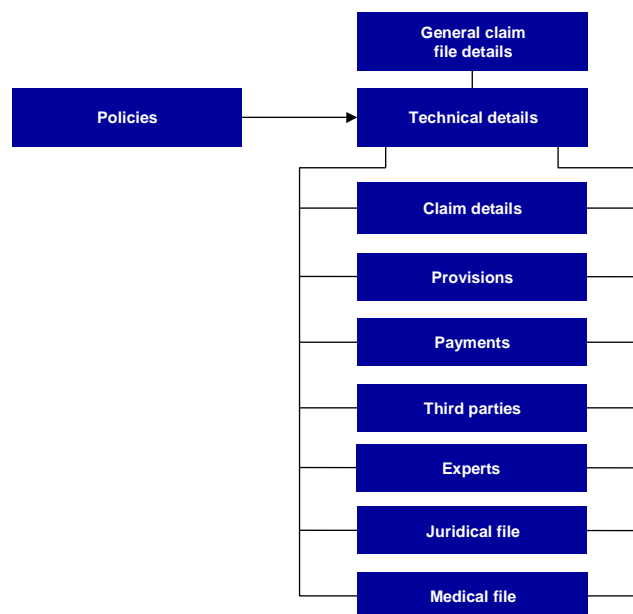 General claim
file details
Policies
Technical details
Claim details
Provisions
Payments
Third parties
Experts
Juridical file
Medical file